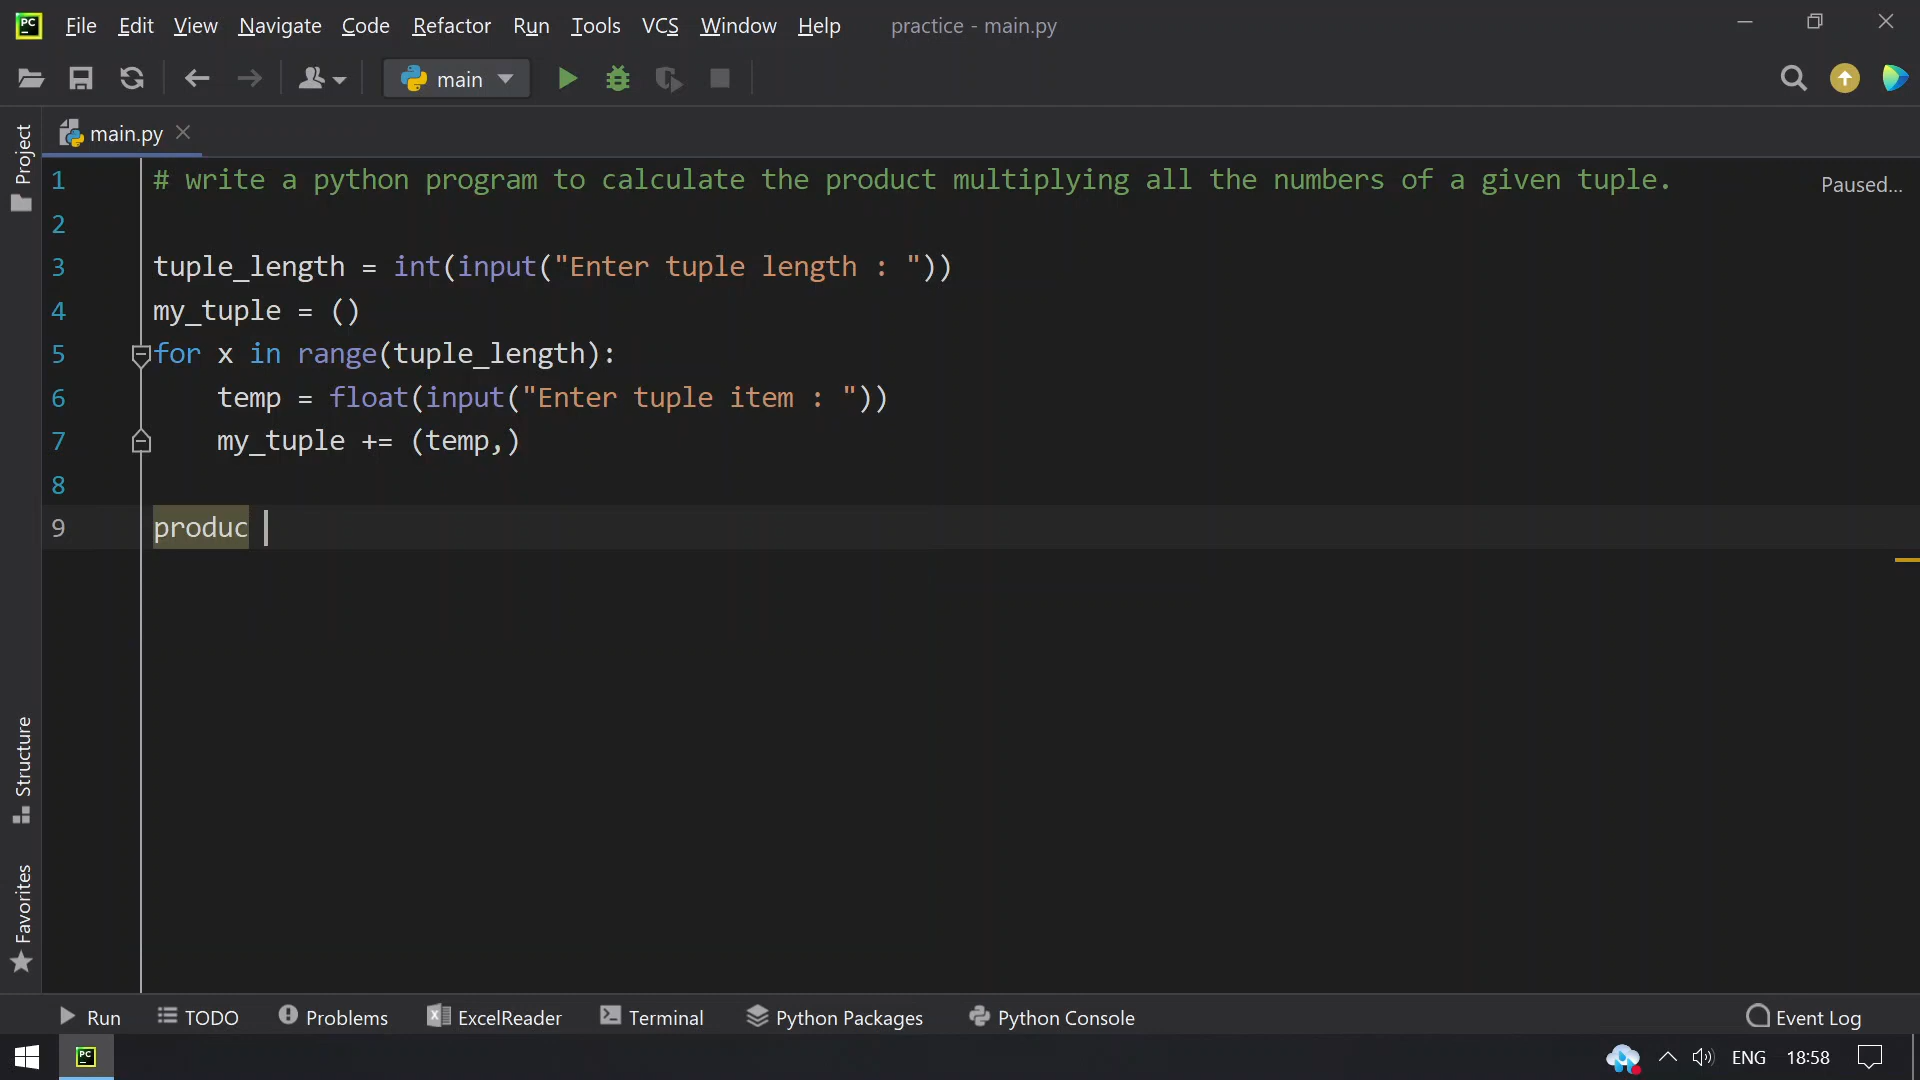 PC File Edit View Navigate Code Refactor Run Tools VCS Window Help practice - main.py
main
Project
main.py
1 # write a python program to calculate the product multiplying all the numbers of a given tuple.
Paused...
2
3 tuple_length = int(input("Enter tuple length : "))
4 my_tuple = ()
5 for x in range(tuple_length):
6 temp = float(input("Enter tuple item : "))
7 my_tuple += (temp,)
8
9 produc
Structure
Favorites
Run TODO Problems ExcelReader Terminal Python Packages Python Console Event Log
PC ENG 18:58